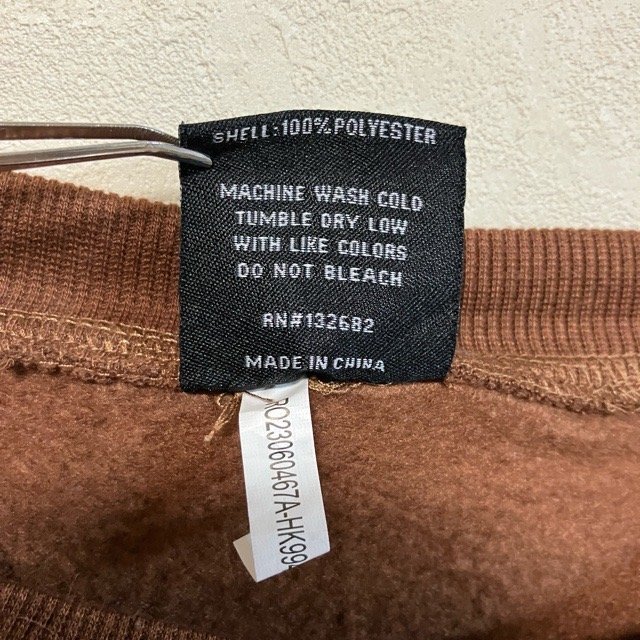 SHELL:100%POLYESTER
MACHINE WASH COLD
TUMBLE DRY LOW
WITH LIKE COLORS
DO NOT BLEACH
RN#132682
MADE IN CHINA
PO23060467A-HK99